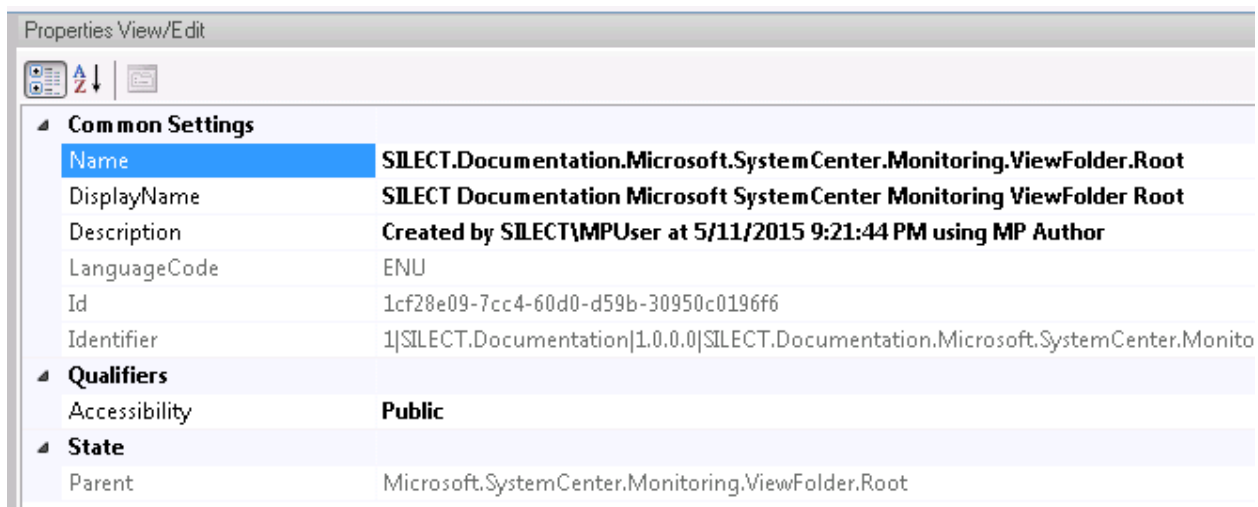 Properties View/Edit
Common Settings
Name SILECT.Documentation.Microsoft.SystemCenter.Monitoring.ViewFolder.Root
DisplayName SILECT Documentation Microsoft SystemCenter Monitoring ViewFolder Root
Description Created by SILECT\MPUser at 5/11/2015 9:21:44 PM using MP Author
LanguageCode ENU
Id 1cf28e09-7cc4-60d0-d59b-30950c0196f6
Identifier 1|SILECT.Documentation|1.0.0.0|SILECT.Documentation.Microsoft.SystemCenter.Monito
Qualifiers
Accessibility Public
State
Parent Microsoft.SystemCenter.Monitoring.ViewFolder.Root